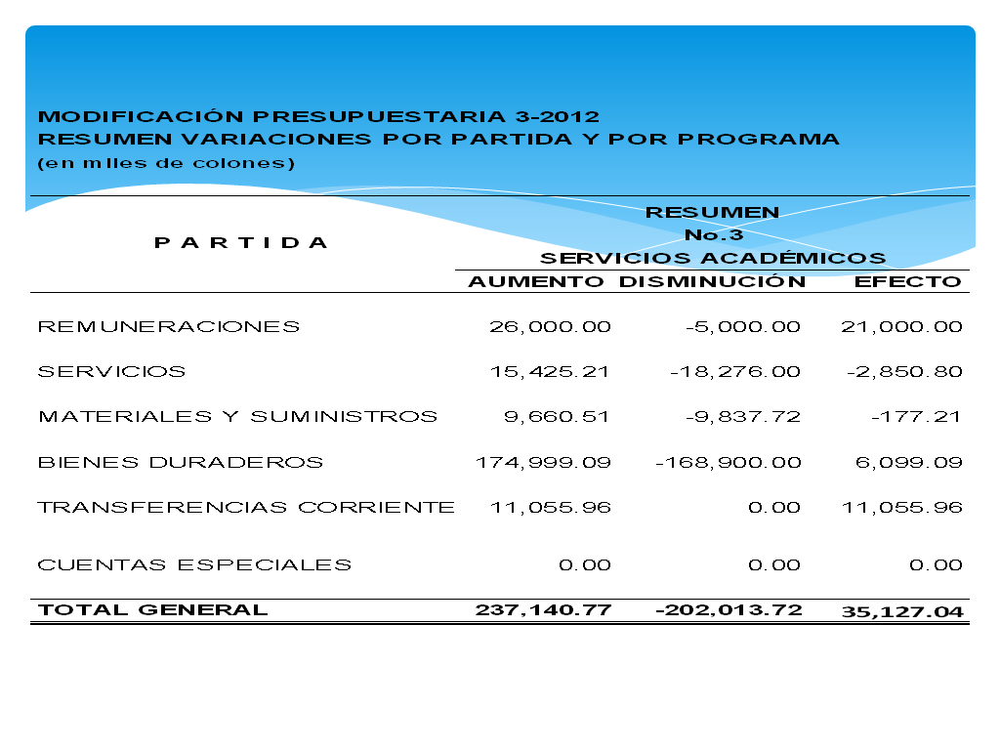 MODIFICACIÓN PRESUPUESTARIA 3-2012
RESUMEN VARIACIONES POR PARTIDA Y POR PROGRAMA
(en miles de colones)
RESUMEN
No.3
P A R T I D A
SERVICIOS ACADÉMICOS
AUMENTO DISMINUCIÓN EFECTO
REMUNERACIONES 26,000.00 -5,000.00 21,000.00
SERVICIOS 15,425.21 -18,276.00 -2,850.80
MATERIALES Y SUMINISTROS 9,660.51 -9,837.72 -177.21
BIENES DURADEROS 174,999.09 -168,900.00 6,099.09
TRANSFERENCIAS CORRIENTE 11,055.96 0.00 11,055.96
CUENTAS ESPECIALES 0.00 0.00 0.00
TOTAL GENERAL 237,140.77 -202,013.72 35,127.04